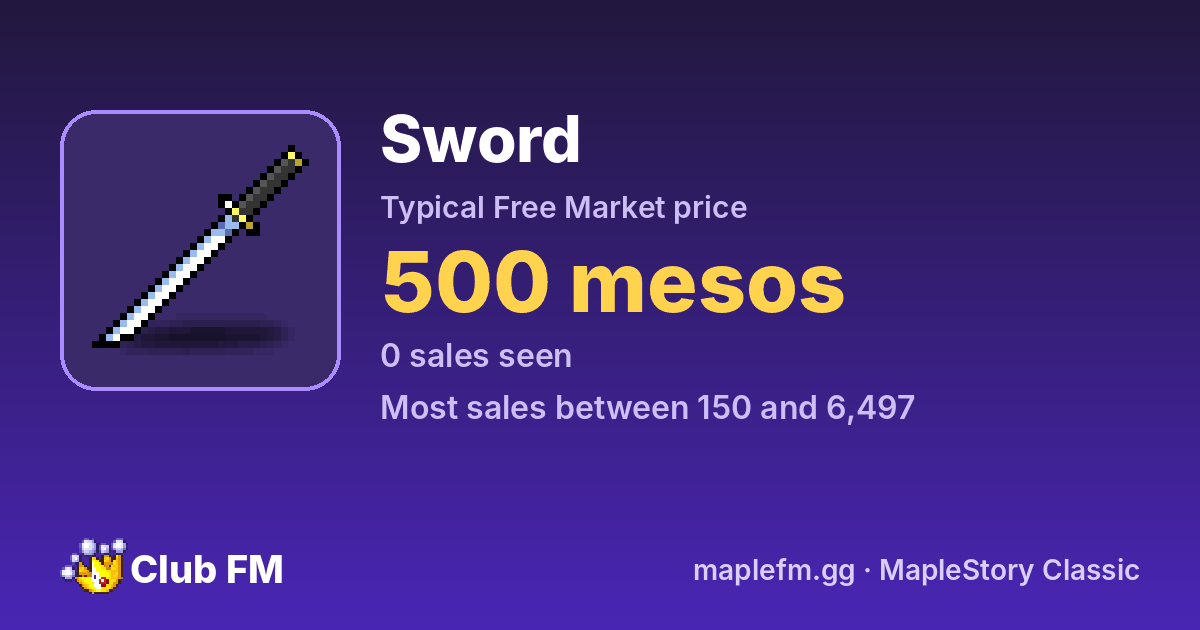 Sword
Typical Free Market price
500 mesos
0 sales seen
Most sales between 150 and 6,497
Club FM
maplefm.gg · MapleStory Classic